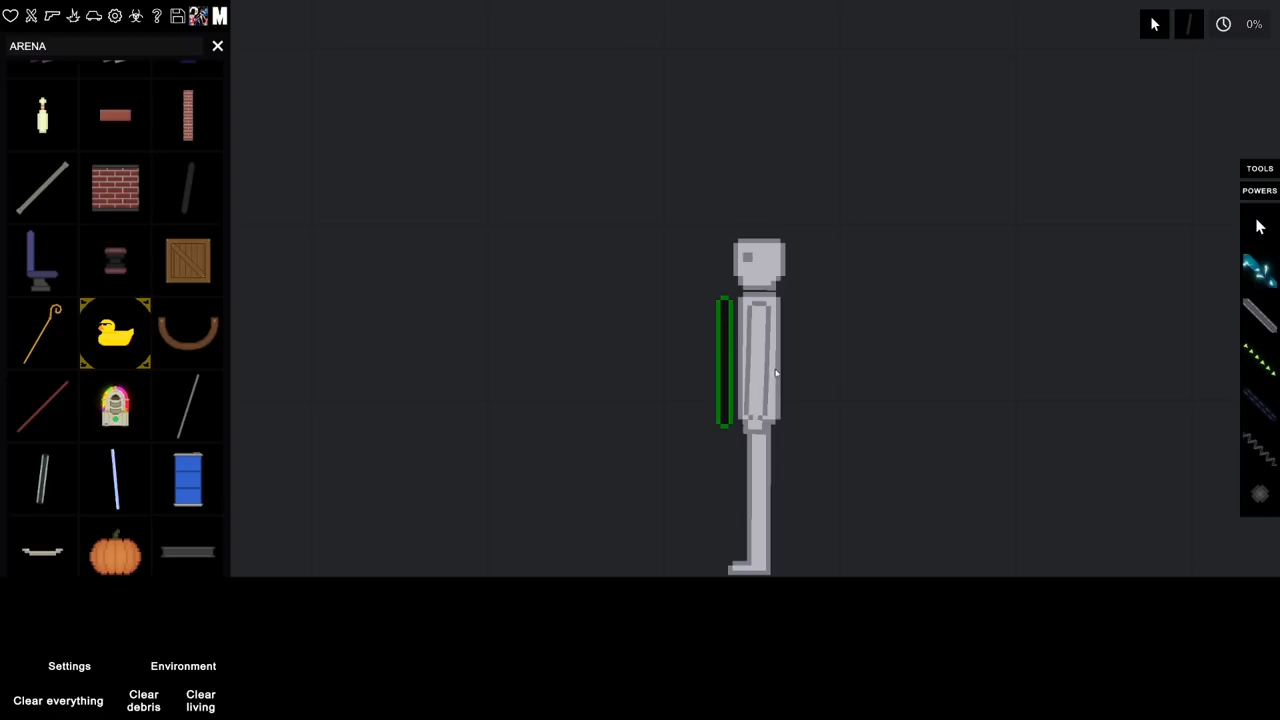 M
0%
ARENA
TOOLS
POWERS
Settings
Environment
Clear everything
Clear
debris
Clear
living